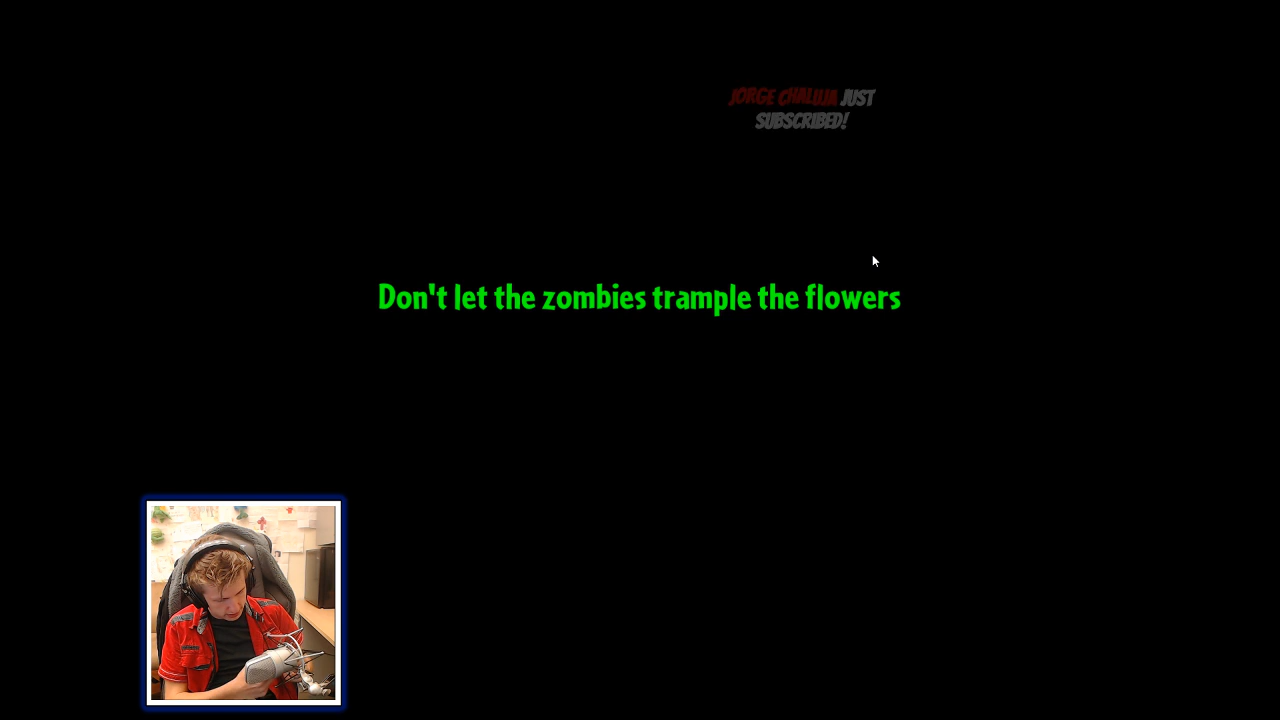 JORGE CHALUJA JUST
SUBSCRIBED!
Don't let the zombies trample the flowers